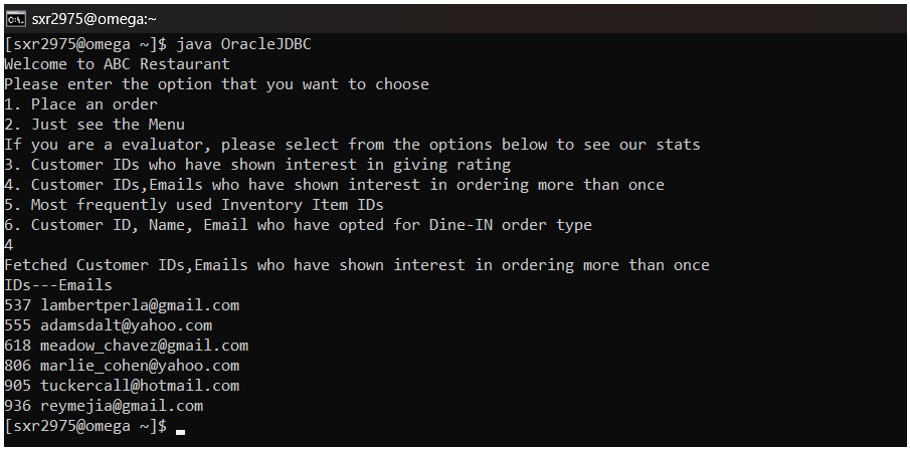 sxr2975@omega:~
[sxr2975@omega ~]$ java OracleJDBC
Welcome to ABC Restaurant
Please enter the option that you want to choose
1. Place an order
2. Just see the Menu
If you are a evaluator, please select from the options below to see our stats
3. Customer IDs who have shown interest in giving rating
4. Customer IDs,Emails who have shown interest in ordering more than once
5. Most frequently used Inventory Item IDs
6. Customer ID, Name, Email who have opted for Dine-IN order type
4
Fetched Customer IDs,Emails who have shown interest in ordering more than once
IDs---Emails
537 lambertperla@gmail.com
555 adamsdalt@yahoo.com
618 meadow_chavez@gmail.com
806 marlie_cohen@yahoo.com
905 tuckercall@hotmail.com
936 reymejia@gmail.com
[sxr2975@omega ~]$